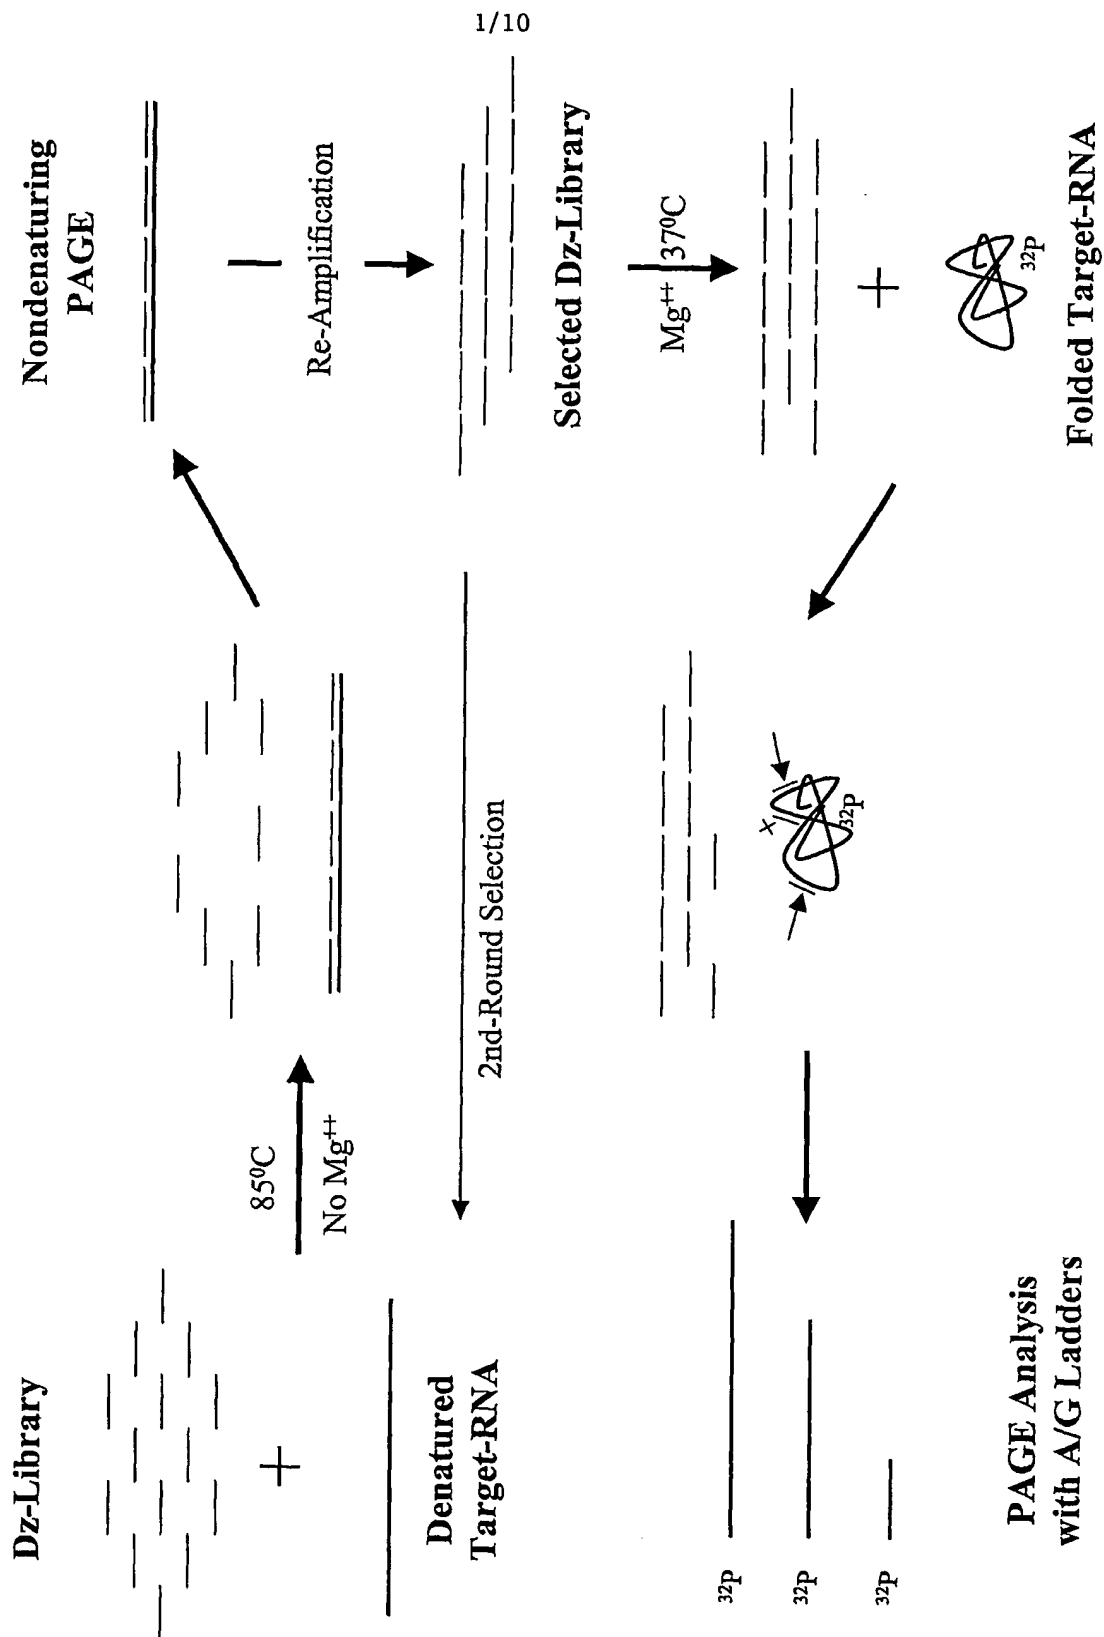 1/10
Dz-Library
+
Denatured
Target-RNA
85⁰C
No Mg⁺⁺
Nondenaturing
PAGE
Re-Amplification
Selected Dz-Library
2nd-Round Selection
Mg⁺⁺ 37⁰C
+
³²P
Folded Target-RNA
x
³²P
³²P
³²P
³²P
PAGE Analysis
with A/G Ladders